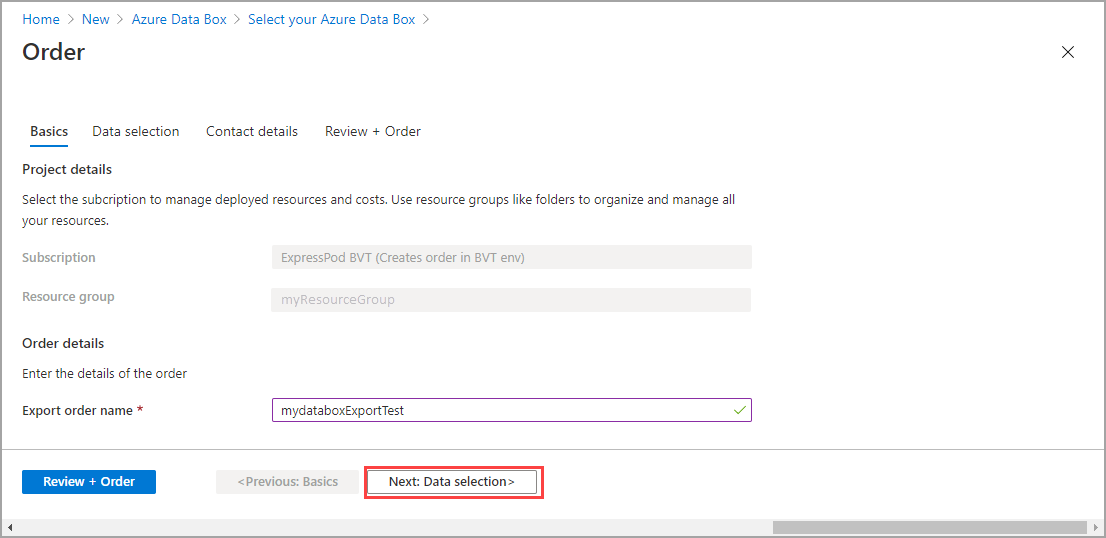 Home > New > Azure Data Box > Select your Azure Data Box >
Order
Basics Data selection Contact details Review + Order
Project details
Select the subcription to manage deployed resources and costs. Use resource groups like folders to organize and manage all
your resources.
Subscription ExpressPod BVT (Creates order in BVT env)
Resource group myResourceGroup
Order details
Enter the details of the order
Export order name * mydataboxExportTest
Review + Order <Previous: Basics Next: Data selection>